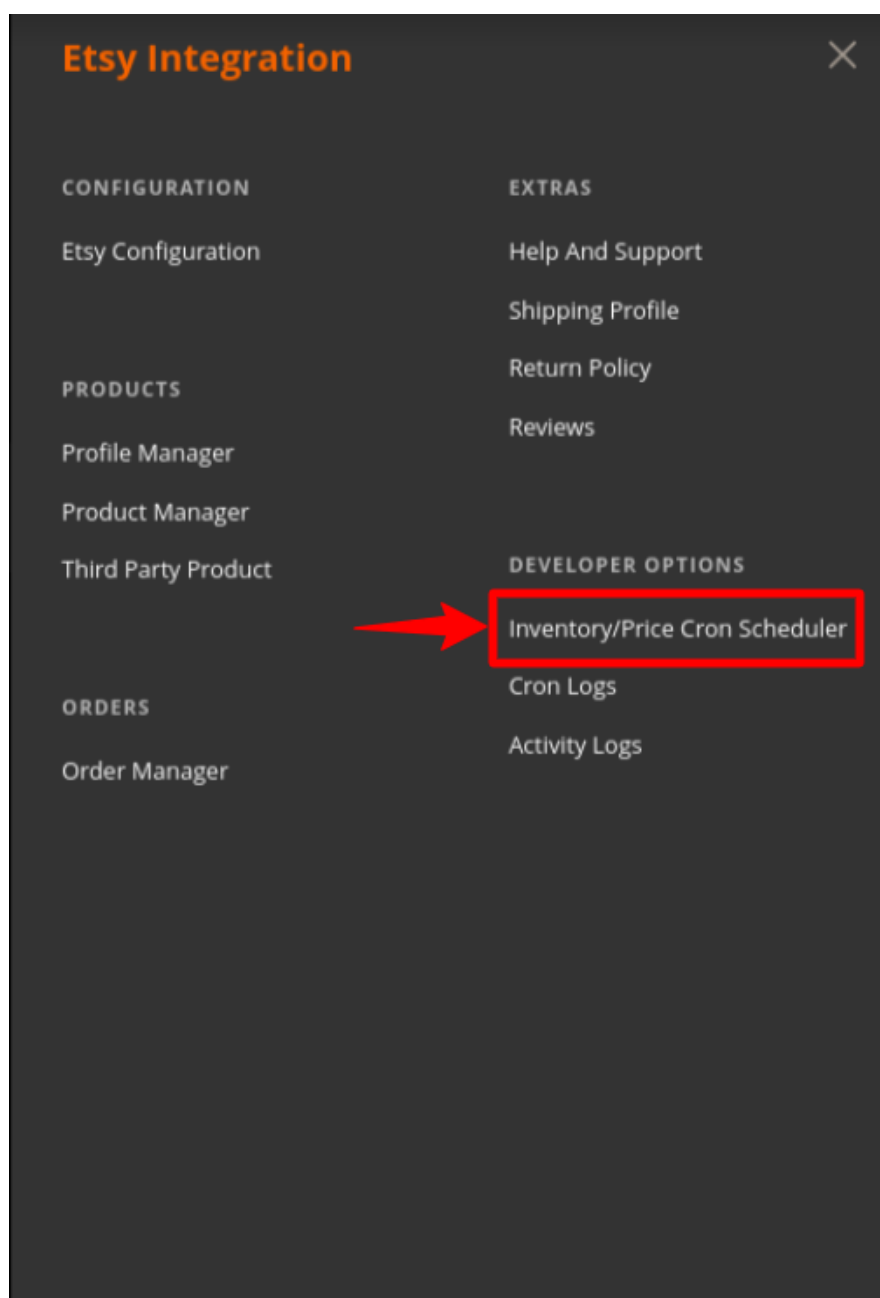 Etsy Integration
CONFIGURATION
Etsy Configuration
PRODUCTS
Profile Manager
Product Manager
Third Party Product
ORDERS
Order Manager
EXTRAS
Help And Support
Shipping Profile
Return Policy
Reviews
DEVELOPER OPTIONS
Inventory/Price Cron Scheduler
Cron Logs
Activity Logs